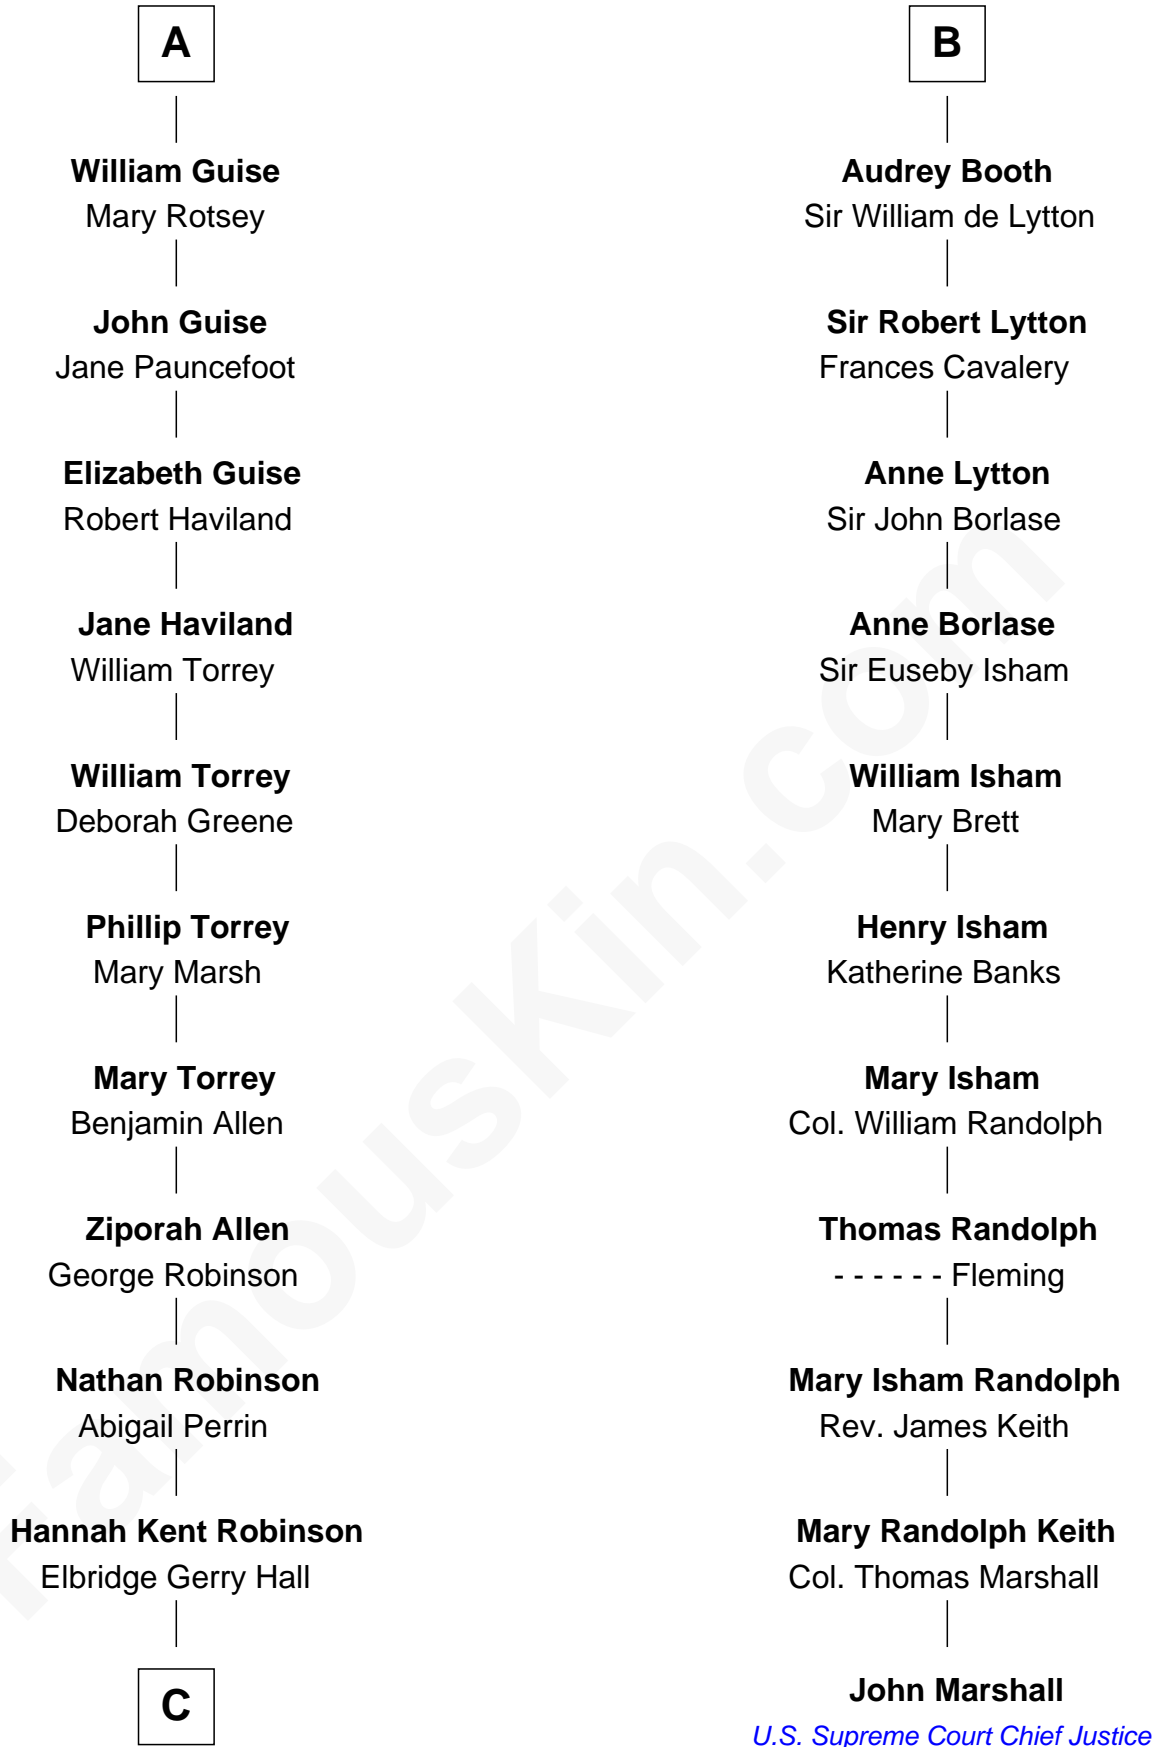 A
William Guise
Mary Rotsey
John Guise
Jane Pauncefoot
Elizabeth Guise
Robert Haviland
Jane Haviland
William Torrey
William Torrey
Deborah Greene
Phillip Torrey
Mary Marsh
Mary Torrey
Benjamin Allen
Ziporah Allen
George Robinson
Nathan Robinson
Abigail Perrin
Hannah Kent Robinson
Elbridge Gerry Hall
C
B
Audrey Booth
Sir William de Lytton
Sir Robert Lytton
Frances Cavalery
Anne Lytton
Sir John Borlase
Anne Borlase
Sir Euseby Isham
William Isham
Mary Brett
Henry Isham
Katherine Banks
Mary Isham
Col. William Randolph
Thomas Randolph
- - - - - - Fleming
Mary Isham Randolph
Rev. James Keith
Mary Randolph Keith
Col. Thomas Marshall
John Marshall
U.S. Supreme Court Chief Justice
FamousKin.com